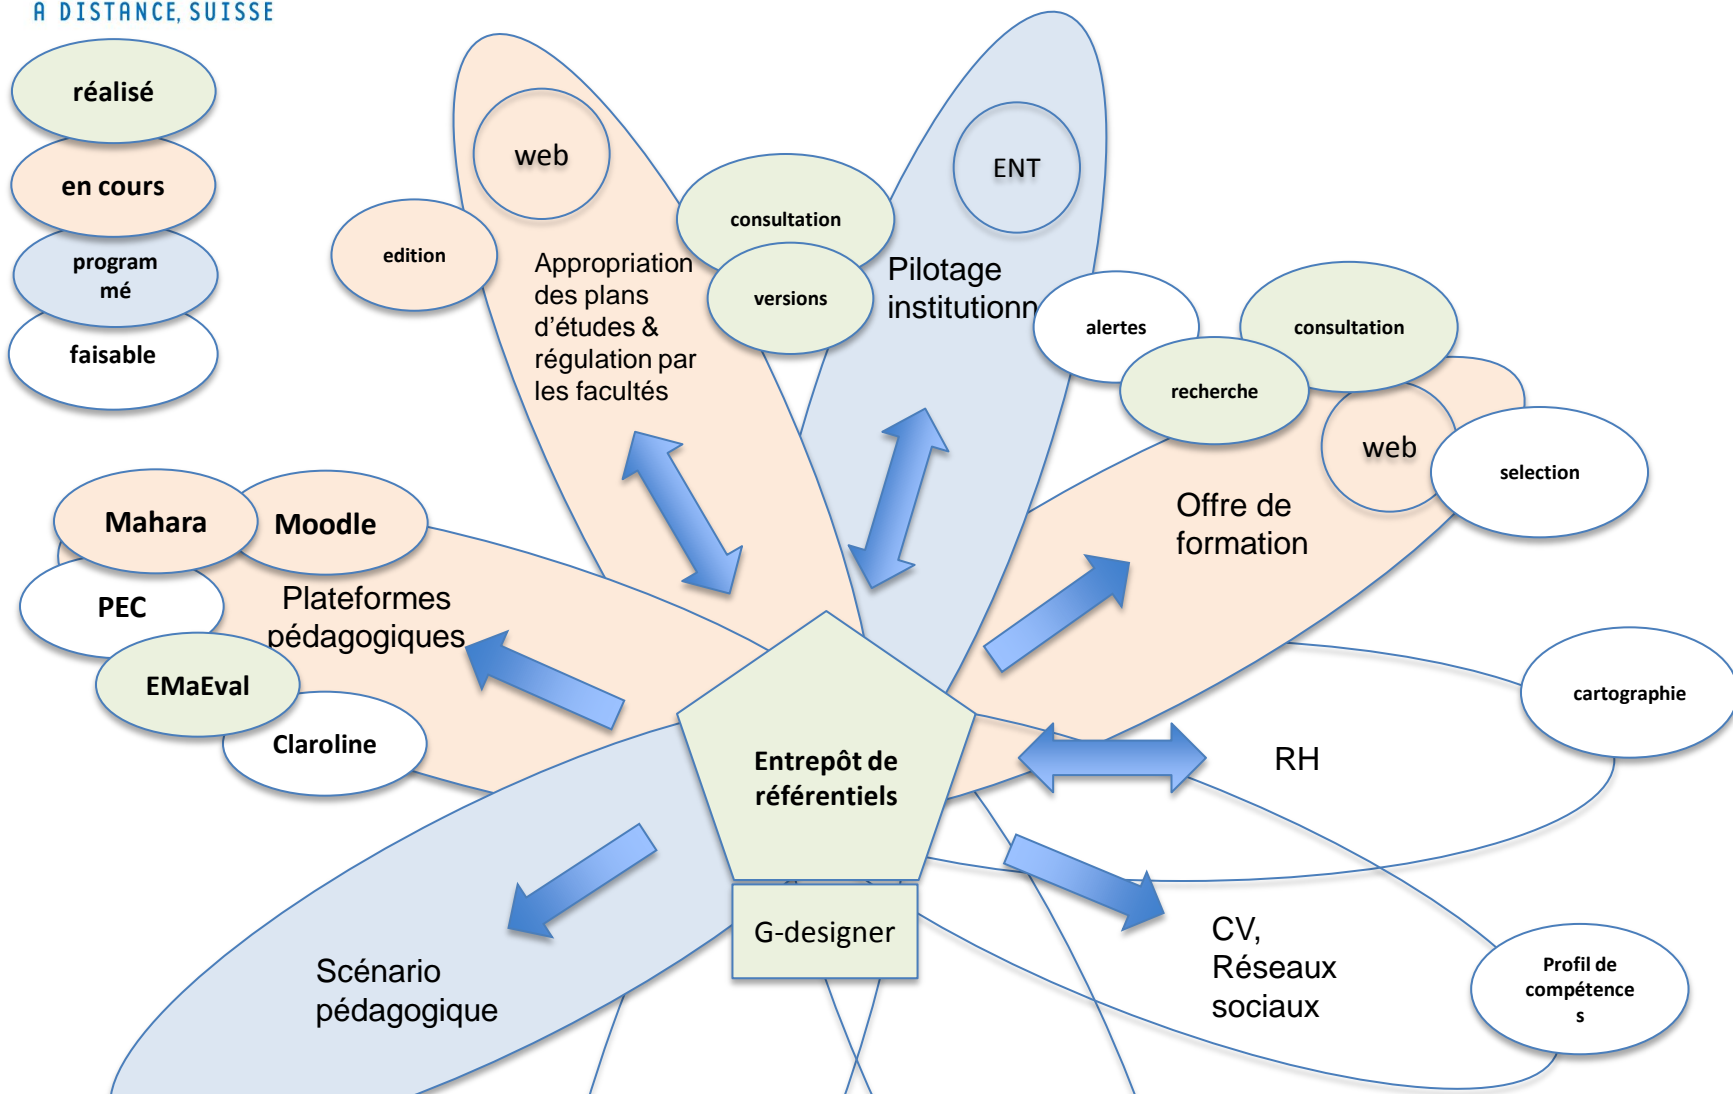 A DISTANCE, SUISSE
réalisé
en cours
program
mé
faisable
web
edition
Appropriation
des plans
d'études &
régulation par
les facultés
consultation
versions
ENT
Pilotage
institutionn
alertes
recherche
consultation
web
selection
Offre de
formation
Mahara
Moodle
PEC
EMaEval
Claroline
Plateformes
pédagogiques
Entrepôt de
référentiels
G-designer
Scénario
pédagogique
RH
cartographie
CV,
Réseaux
sociaux
Profil de
compétence
s